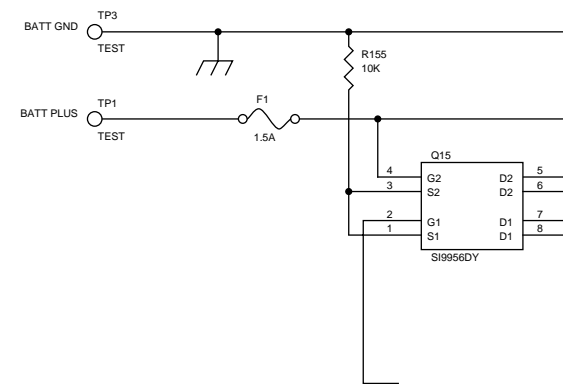 TP3
BATT GND
TEST
R155
10K
TP1
BATT PLUS
TEST
F1
1.5A
Q15
4 G2 D2 5
3 S2 D2 6
2 G1 D1 7
1 S1 D1 8
SI9956DY